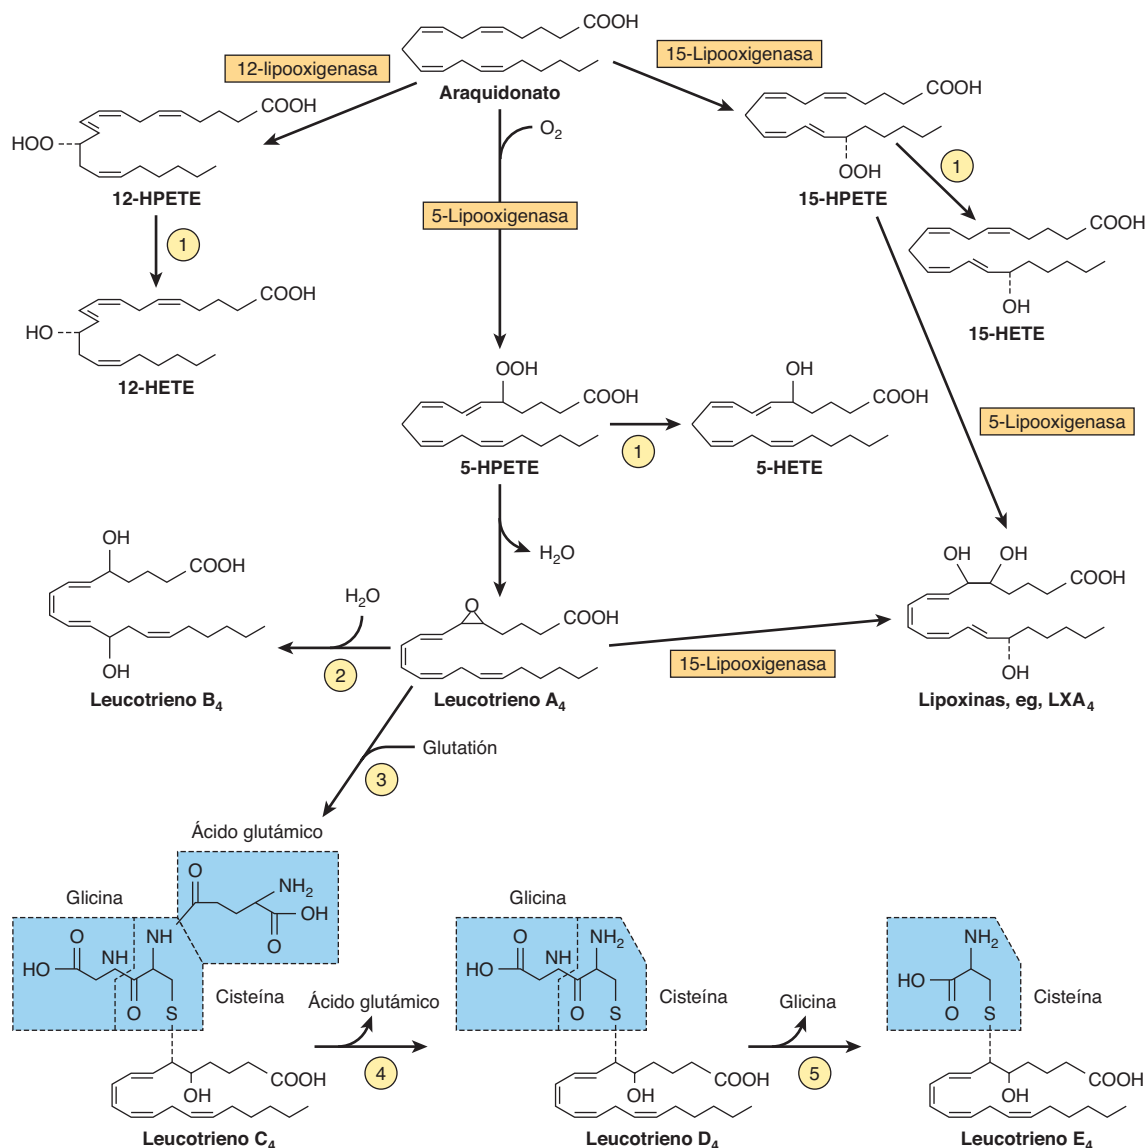 COOH
12-lipooxigenasa
15-Lipooxigenasa
Araquidonato
COOH
COOH
O₂
HOO
OOH
12-HPETE
15-HPETE
1
5-Lipooxigenasa
1
COOH
COOH
HO
OH
12-HETE
15-HETE
OOH
OH
COOH
COOH
5-Lipooxigenasa
5-HPETE
1
5-HETE
OH
COOH
H₂O
OH
OH
COOH
H₂O
O
COOH
OH
2
15-Lipooxigenasa
OH
Leucotrieno B₄
Leucotrieno A₄
Lipoxinas, eg, LXA₄
Glutatión
3
Ácido glutámico
O
NH₂
OH
O
Glicina
O
NH
NH
HO
O
S
Cisteína
Glicina
O
NH₂
NH
HO
O
S
Cisteína
NH₂
HO
O
S
Cisteína
Ácido glutámico
4
Glicina
5
COOH
OH
COOH
OH
COOH
OH
Leucotrieno C₄
Leucotrieno D₄
Leucotrieno E₄